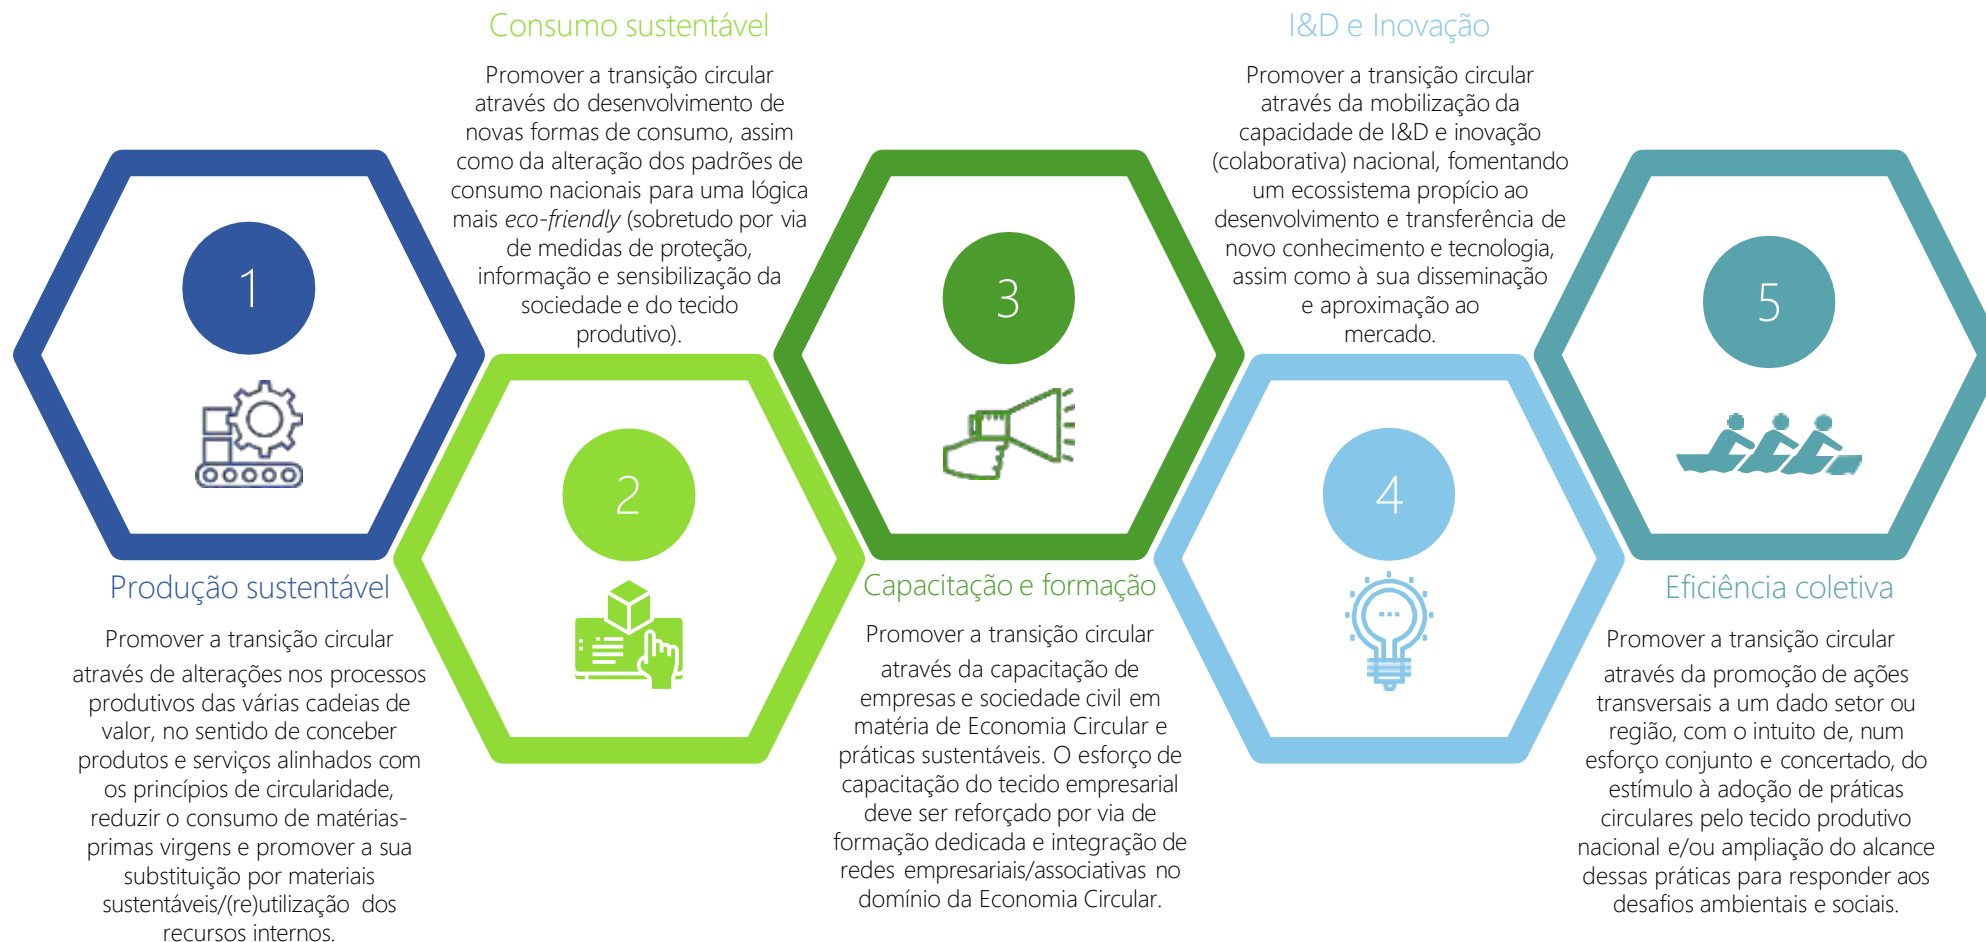 1
Produção sustentável
Promover a transição circular
através de alterações nos processos
produtivos das várias cadeias de
valor, no sentido de conceber
produtos e serviços alinhados com
os princípios de circularidade,
reduzir o consumo de matérias-
primas virgens e promover a sua
substituição por materiais
sustentáveis/(re)utilização dos
recursos internos.
Consumo sustentável
Promover a transição circular
através do desenvolvimento de
novas formas de consumo, assim
como da alteração dos padrões de
consumo nacionais para uma lógica
mais eco-friendly (sobretudo por via
de medidas de proteção,
informação e sensibilização da
sociedade e do tecido
produtivo).
2
3
Capacitação e formação
Promover a transição circular
através da capacitação de
empresas e sociedade civil em
matéria de Economia Circular e
práticas sustentáveis. O esforço de
capacitação do tecido empresarial
deve ser reforçado por via de
formação dedicada e integração de
redes empresariais/associativas no
domínio da Economia Circular.
I&D e Inovação
Promover a transição circular
através da mobilização da
capacidade de I&D e inovação
(colaborativa) nacional, fomentando
um ecossistema propício ao
desenvolvimento e transferência de
novo conhecimento e tecnologia,
assim como à sua disseminação
e aproximação ao
mercado.
4
5
Eficiência coletiva
Promover a transição circular
através da promoção de ações
transversais a um dado setor ou
região, com o intuito de, num
esforço conjunto e concertado, do
estímulo à adoção de práticas
circulares pelo tecido produtivo
nacional e/ou ampliação do alcance
dessas práticas para responder aos
desafios ambientais e sociais.